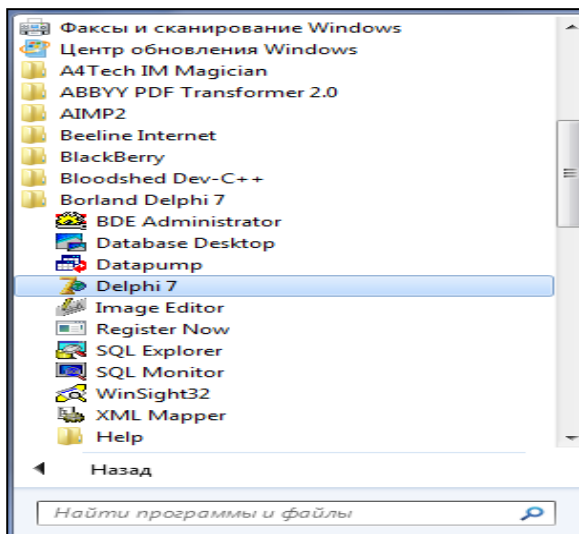 Факсы и сканирование Windows
Центр обновления Windows
A4Tech IM Magician
ABBYY PDF Transformer 2.0
AIMP2
Beeline Internet
BlackBerry
Bloodshed Dev-C++
Borland Delphi 7
BDE Administrator
Database Desktop
Datapump
Delphi 7
Image Editor
Register Now
SQL Explorer
SQL Monitor
WinSight32
XML Mapper
Help
Назад
Найти программы и файлы